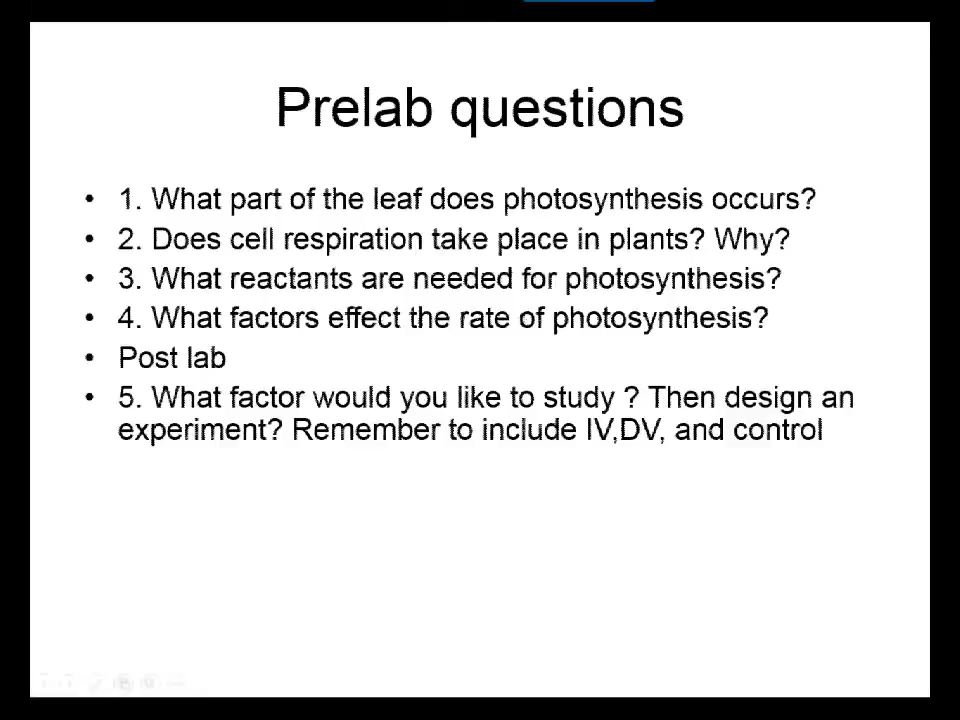 Prelab questions
• 1. What part of the leaf does photosynthesis occurs?
• 2. Does cell respiration take place in plants? Why?
• 3. What reactants are needed for photosynthesis?
• 4. What factors effect the rate of photosynthesis?
• Post lab
• 5. What factor would you like to study ? Then design an
experiment? Remember to include IV,DV, and control